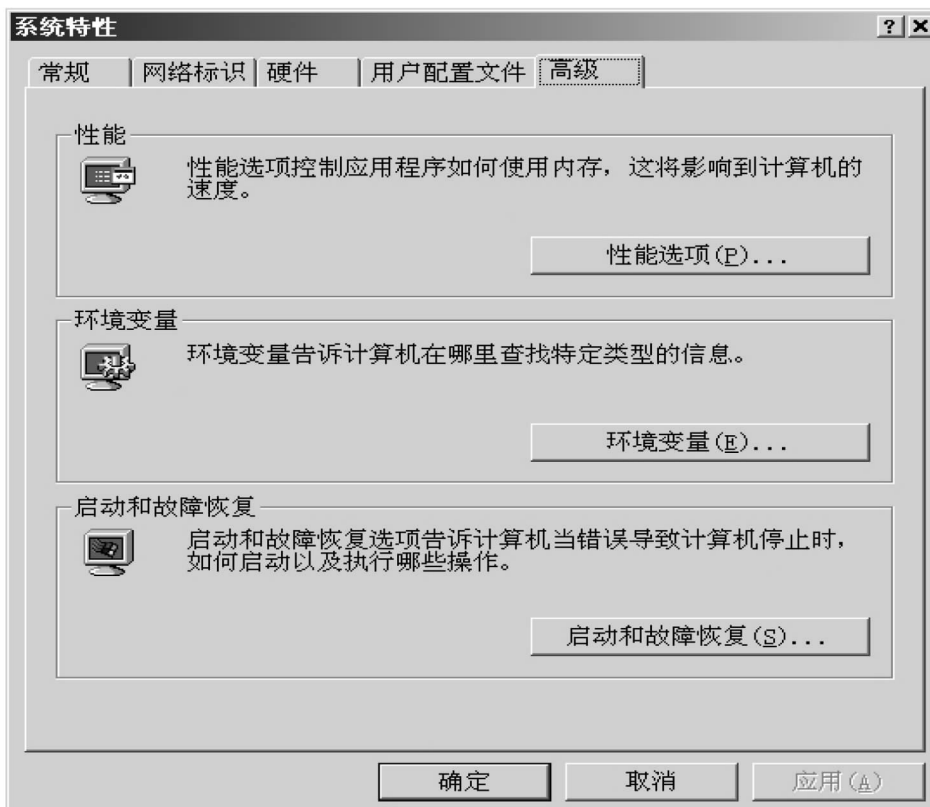 系统特性
常规 网络标识 硬件 用户配置文件 高级
性能
性能选项控制应用程序如何使用内存，这将影响到计算机的
速度。
性能选项(P)...
环境变量
环境变量告诉计算机在哪里查找特定类型的信息。
环境变量(E)...
启动和故障恢复
启动和故障恢复选项告诉计算机当错误导致计算机停止时，
如何启动以及执行哪些操作。
启动和故障恢复(S)...
确定 取消 应用(A)